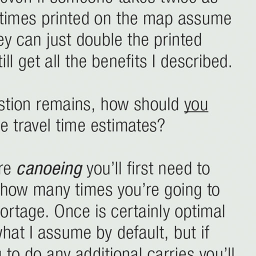 even if someone takes twice as
times printed on the map assume
ey can just double the printed
till get all the benefits I described.
stion remains, how should you
e travel time estimates?
re canoeing you'll first need to
how many times you're going to
ortage. Once is certainly optimal
what I assume by default, but if
to do any additional carries you'll